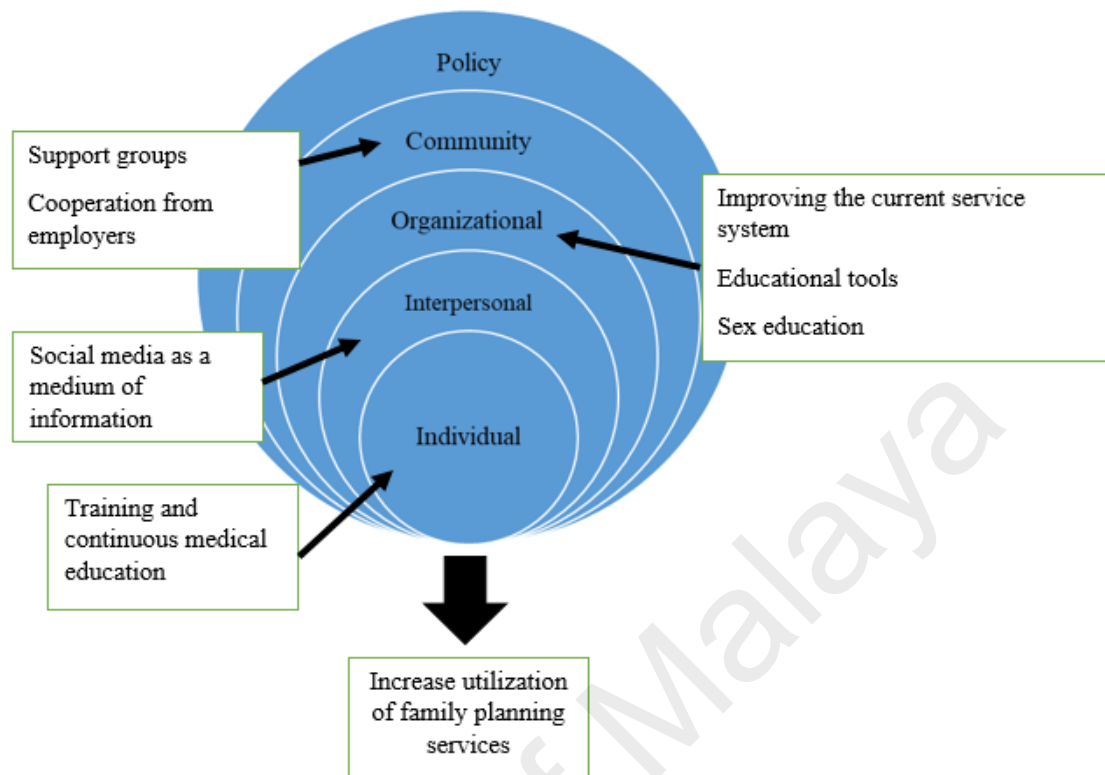 Policy
Community
Support groups
Cooperation from
employers
Organizational
Improving the current service
system
Educational tools
Sex education
Interpersonal
Social media as a
medium of
information
Individual
Training and
continuous medical
education
Increase utilization
of family planning
services
of Malaya